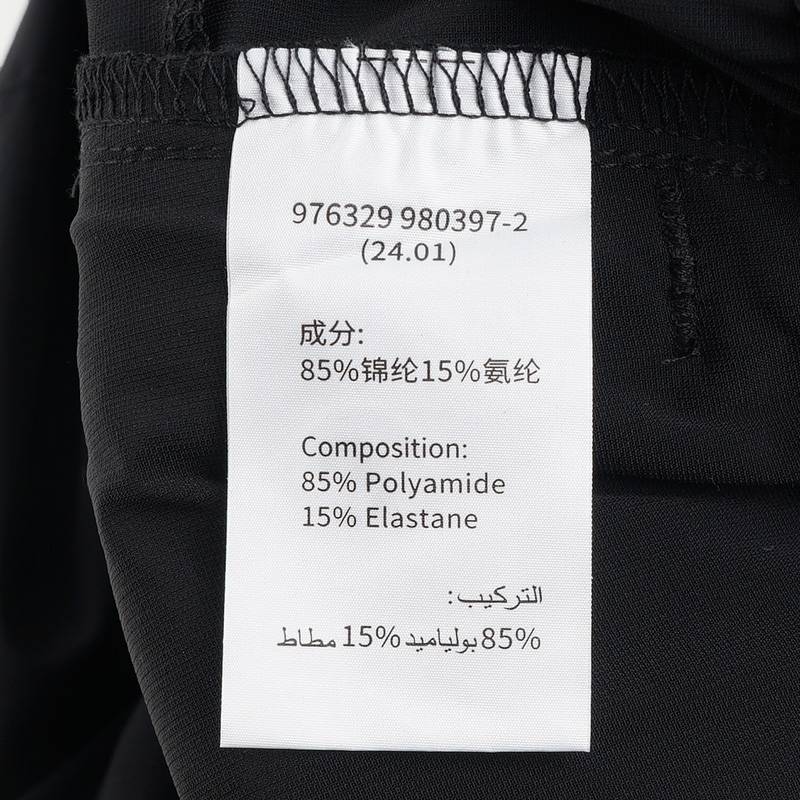 976329 980397-2
(24.01)
成分:
85%锦纶15%氨纶
Composition:
85% Polyamide
15% Elastane
التركيب:
85% بولياميد 15% مطاط